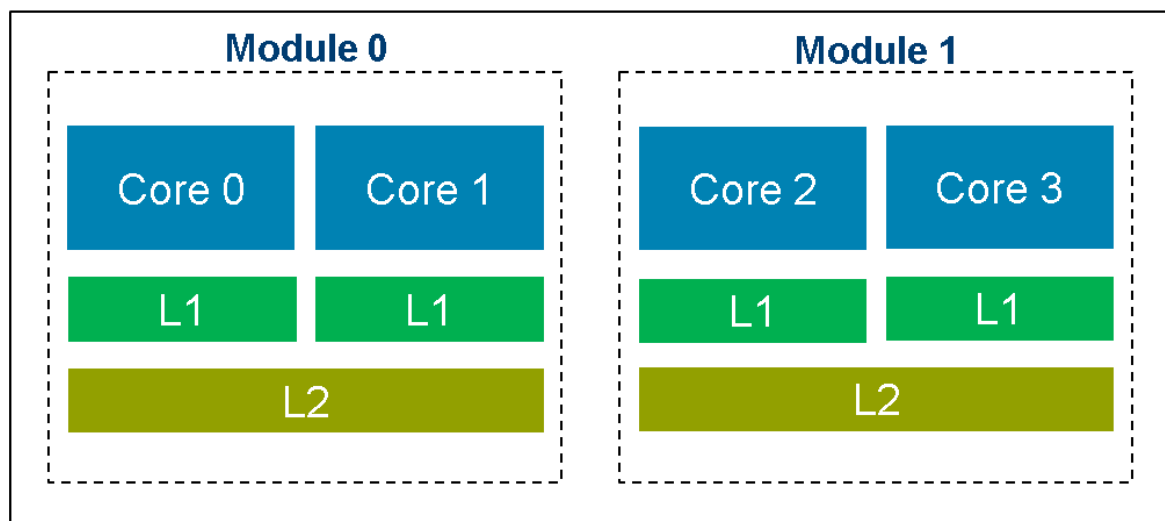 Module 0
Module 1
Core 0
Core 1
Core 2
Core 3
L1
L1
L1
L1
L2
L2